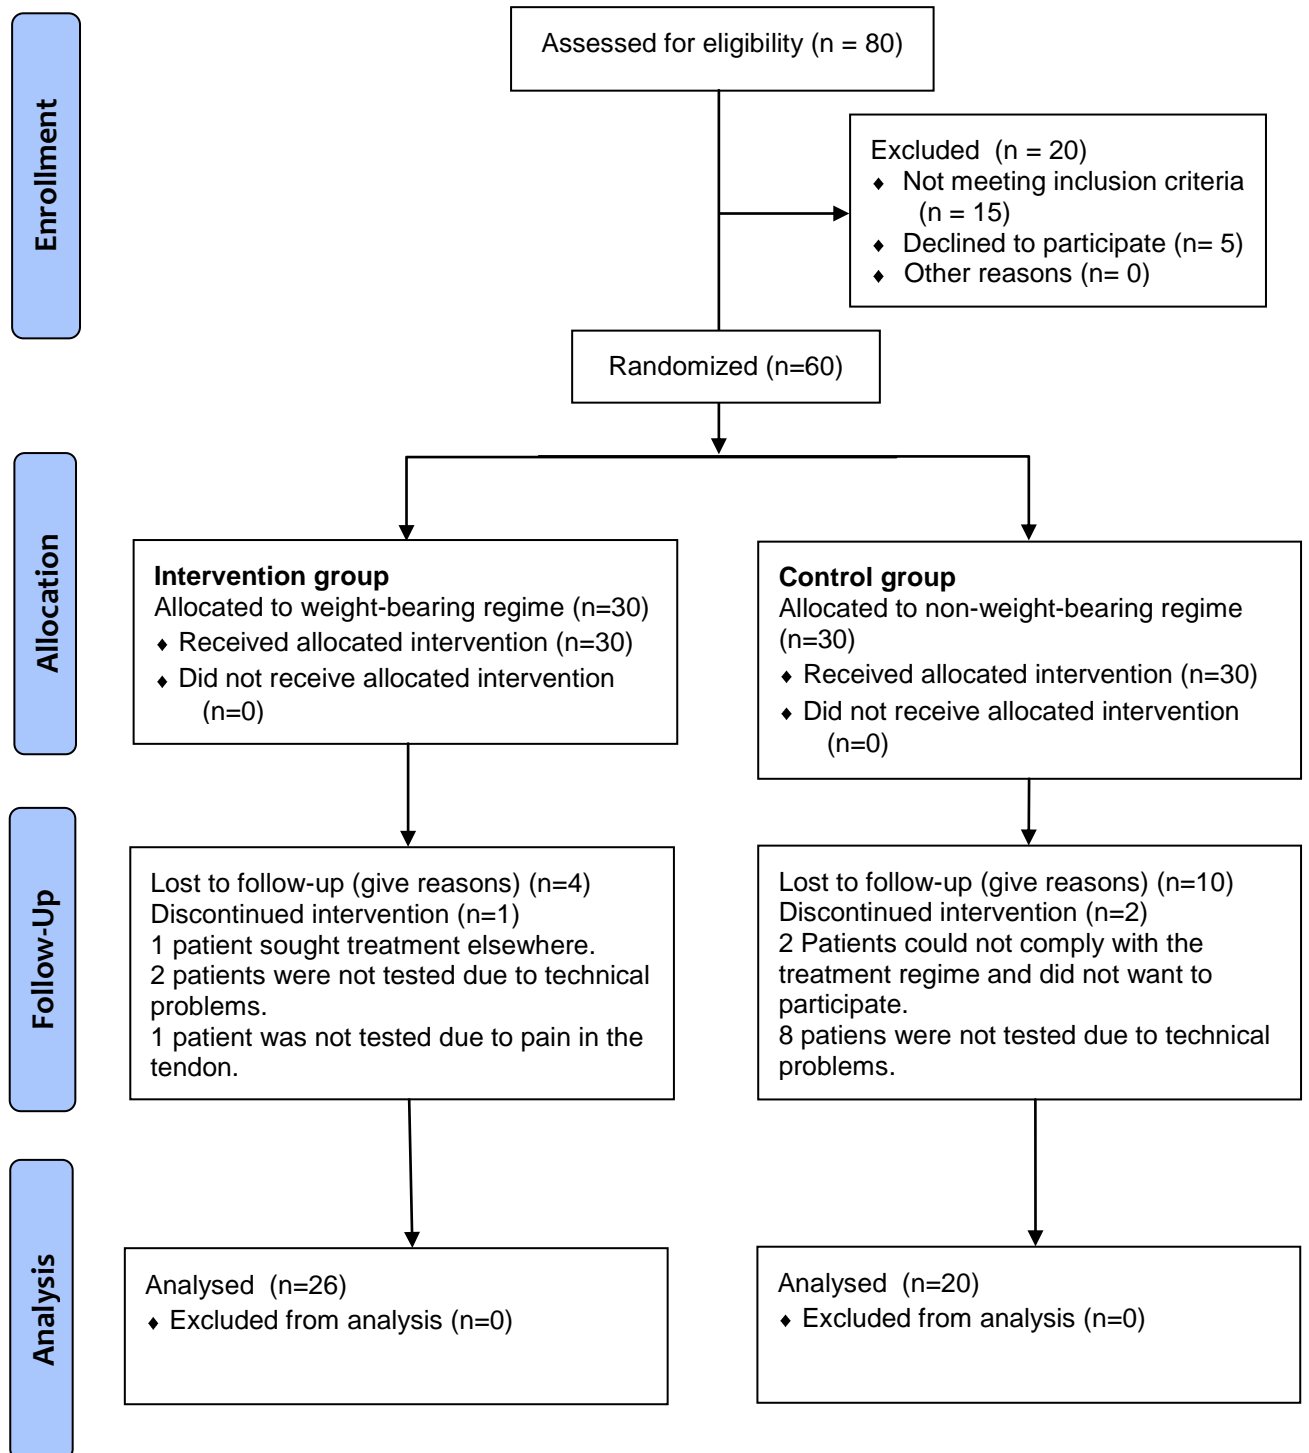 Enrollment
Assessed for eligibility (n = 80)
Excluded  (n = 20)
♦ Not meeting inclusion criteria
(n = 15)
♦ Declined to participate (n= 5)
♦ Other reasons (n= 0)
Randomized (n=60)
Allocation
Intervention group
Allocated to weight-bearing regime (n=30)
♦ Received allocated intervention (n=30)
♦ Did not receive allocated intervention
(n=0)
Control group
Allocated to non-weight-bearing regime
(n=30)
♦ Received allocated intervention (n=30)
♦ Did not receive allocated intervention
(n=0)
Follow-Up
Lost to follow-up (give reasons) (n=4)
Discontinued intervention (n=1)
1 patient sought treatment elsewhere.
2 patients were not tested due to technical
problems.
1 patient was not tested due to pain in the
tendon.
Lost to follow-up (give reasons) (n=10)
Discontinued intervention (n=2)
2 Patients could not comply with the
treatment regime and did not want to
participate.
8 patiens were not tested due to technical
problems.
Analysis
Analysed  (n=26)
♦ Excluded from analysis (n=0)
Analysed  (n=20)
♦ Excluded from analysis (n=0)